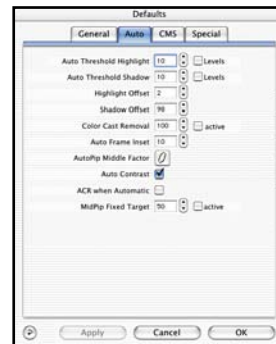 Defaults
General Auto CMS Special
Auto Threshold Highlight 10 Levels
Auto Threshold Shadow 10 Levels
Highlight Offset 2
Shadow Offset 98
Color Cast Removal 100 active
Auto Frame Inset 10
AutoPip Middle Factor 0
Auto Contrast
ACR when Automatic
MidPip Fixed Target 50 active
Apply Cancel OK